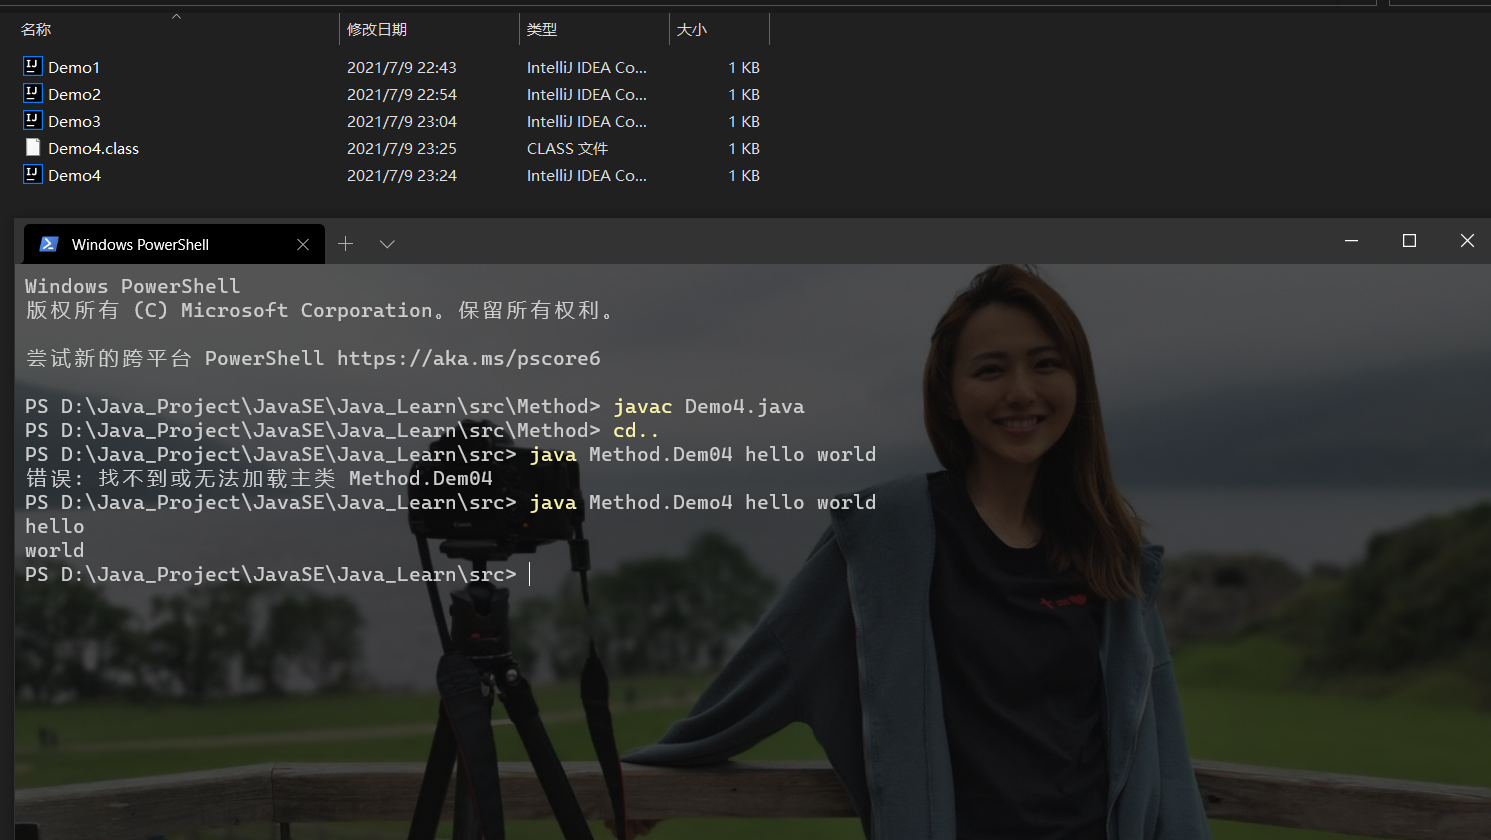 名称 修改日期 类型 大小
Demo1 2021/7/9 22:43 IntelliJ IDEA Co... 1 KB
Demo2 2021/7/9 22:54 IntelliJ IDEA Co... 1 KB
Demo3 2021/7/9 23:04 IntelliJ IDEA Co... 1 KB
Demo4.class 2021/7/9 23:25 CLASS 文件 1 KB
Demo4 2021/7/9 23:24 IntelliJ IDEA Co... 1 KB
Windows PowerShell
Windows PowerShell
版权所有 (C) Microsoft Corporation。保留所有权利。
尝试新的跨平台 PowerShell https://aka.ms/pscore6
PS D:\Java_Project\JavaSE\Java_Learn\src\Method> javac Demo4.java
PS D:\Java_Project\JavaSE\Java_Learn\src\Method> cd..
PS D:\Java_Project\JavaSE\Java_Learn\src> java Method.Dem04 hello world
错误: 找不到或无法加载主类 Method.Dem04
PS D:\Java_Project\JavaSE\Java_Learn\src> java Method.Demo4 hello world
hello
world
PS D:\Java_Project\JavaSE\Java_Learn\src>